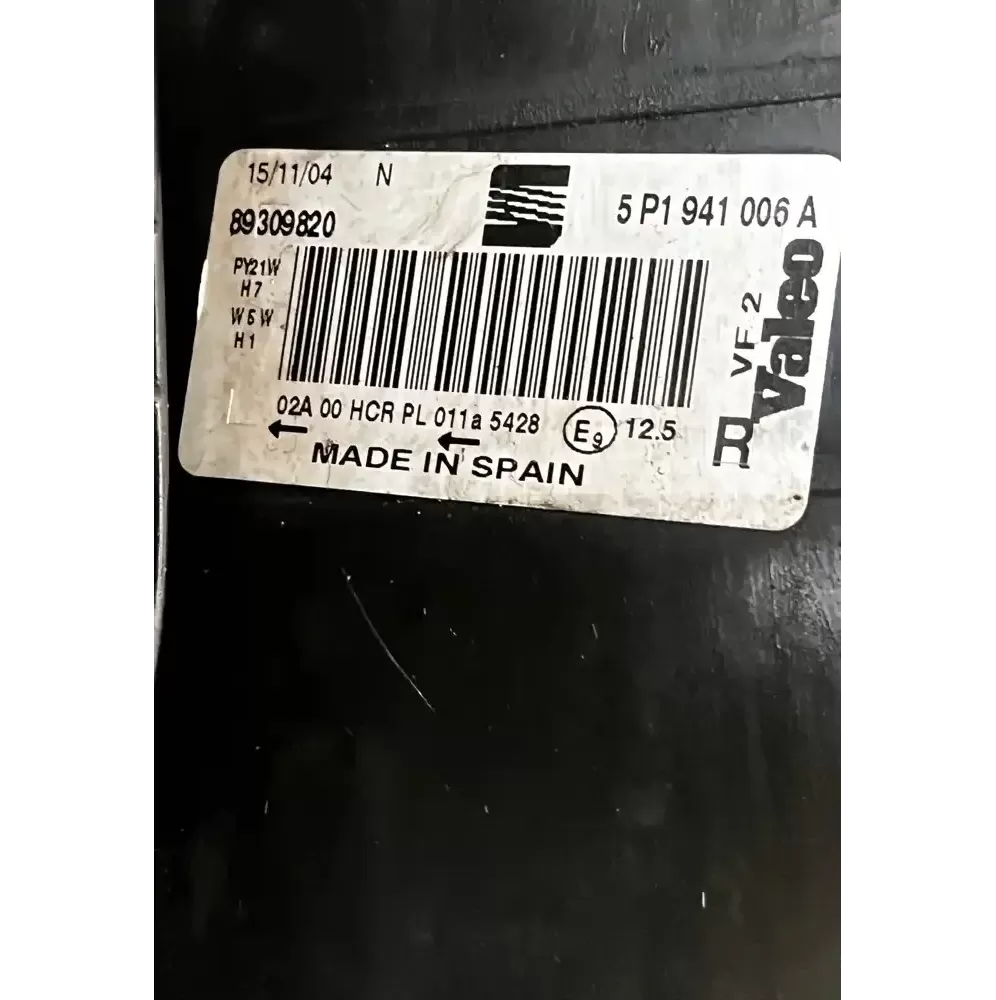 15/11/04 N
5 P1 941 006 A
89309820
PY21W
H7
W5W
H1
VF 2
Valeo
R
02A 00 HCR PL 011a 5428 E9 12.5
MADE IN SPAIN